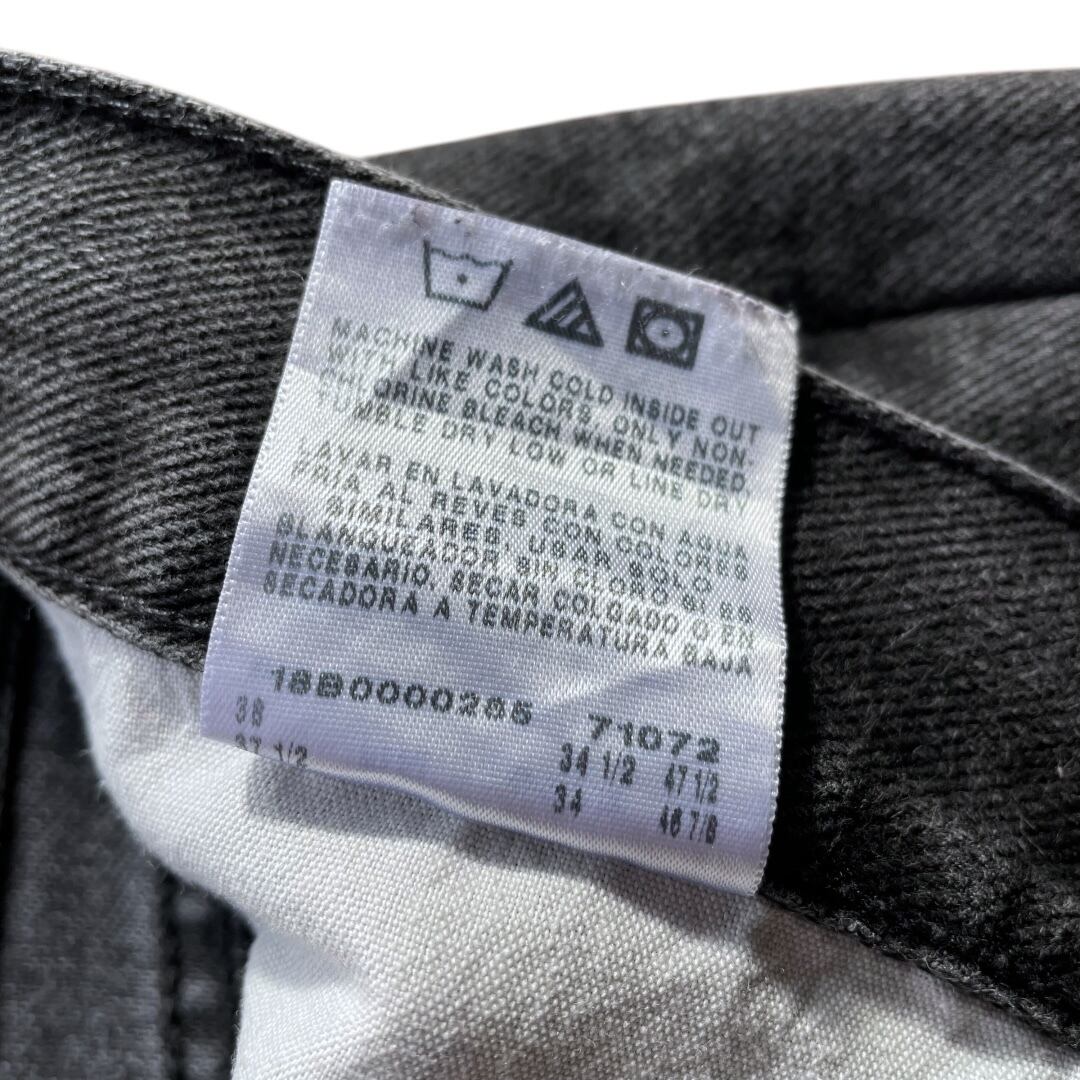 MACHINE WASH COLD INSIDE OUT
WITH LIKE COLORS, ONLY NON-
CHLORINE BLEACH WHEN NEEDED,
TUMBLE DRY LOW OR LINE DRY
LAVAR EN LAVADORA CON AGUA
FRIA AL REVES CON COLORES
SIMILARES, USAR SOLO
BLANQUEADOR SIN CLORO SI ES
NECESARIO, SECAR COLGADO O EN
SECADORA A TEMPERATURA BAJA
18B0000285 71072
38 34 1/2 47 1/2
37 1/2 34 46 7/8